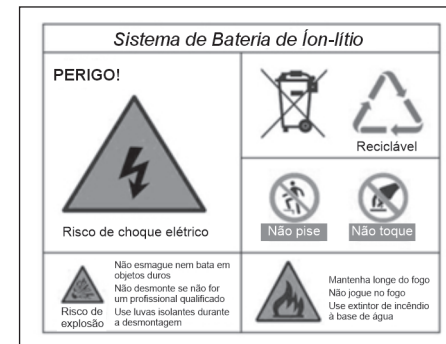 Sistema de Bateria de Íon-lítio
PERIGO!
Risco de choque elétrico
Reciclável
Não pise
Não toque
Risco de
explosão
Não esmague nem bata em
objetos duros
Não desmonte se não for
um profissional qualificado
Use luvas isolantes durante
a desmontagem
Mantenha longe do fogo
Não jogue no fogo
Use extintor de incêndio
à base de água